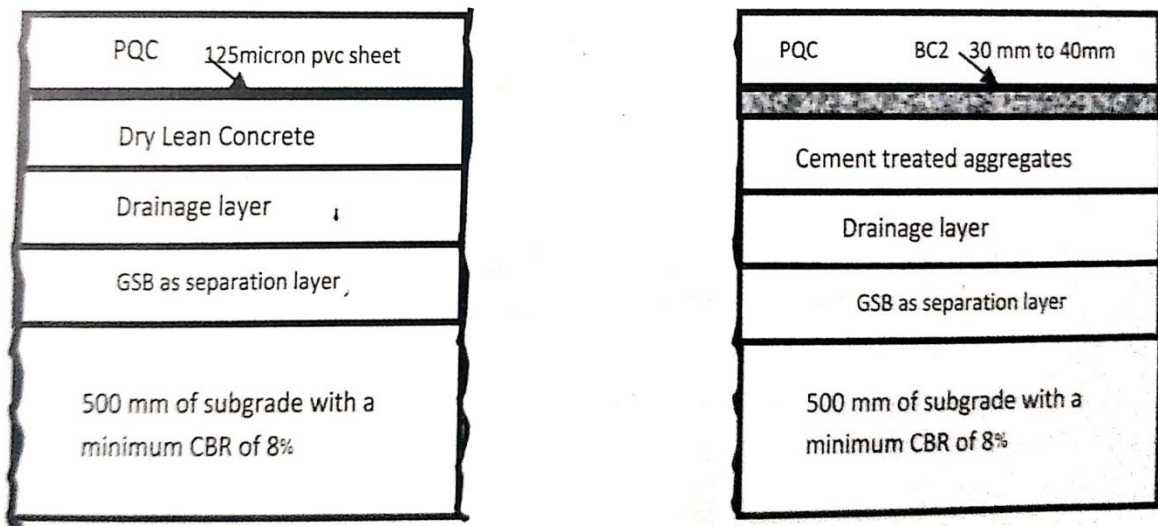 PQC 125micron pvc sheet
Dry Lean Concrete
Drainage layer
GSB as separation layer
500 mm of subgrade with a
minimum CBR of 8%
PQC BC2 30 mm to 40mm
Cement treated aggregates
Drainage layer
GSB as separation layer
500 mm of subgrade with a
minimum CBR of 8%